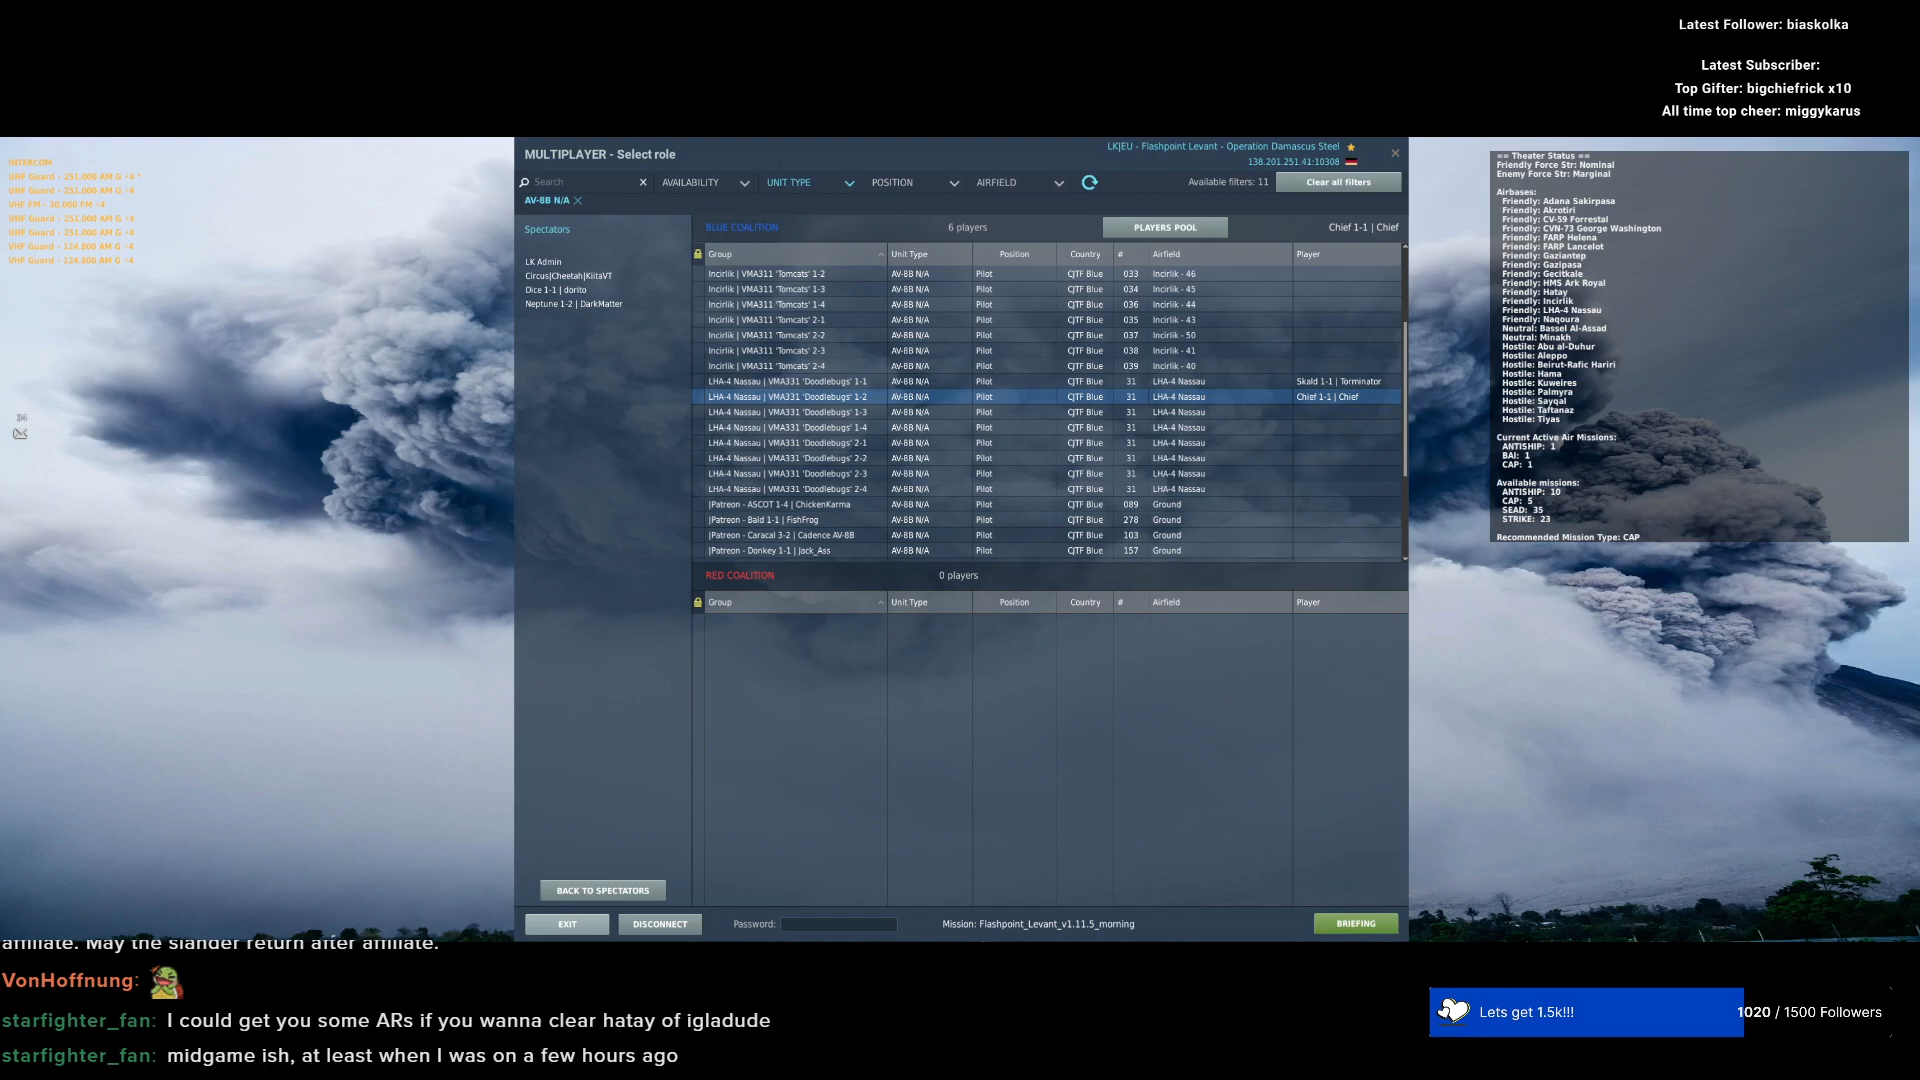 Latest Follower: biaskolka
Latest Subscriber:
Top Gifter: bigchiefrick x10
All time top cheer: miggykarus
INTERCOM
UHF Guard - 251.000 AM G +4 *
UHF Guard - 251.000 AM G +4
VHF FM - 30.000 FM +4
UHF Guard - 251.000 AM G +4
UHF Guard - 251.000 AM G +4
VHF Guard - 124.800 AM G +4
VHF Guard - 124.800 AM G +4
34
MULTIPLAYER - Select role
LK|EU - Flashpoint Levant - Operation Damascus Steel
138.201.251.41:10308
Search X AVAILABILITY UNIT TYPE POSITION AIRFIELD Available filters: 11 Clear all filters
AV-8B N/A
Spectators
LK Admin
Circus|Cheetah|KiitaVT
Dice 1-1 | dorito
Neptune 1-2 | DarkMatter
BLUE COALITION 6 players PLAYERS POOL Chief 1-1 | Chief
Group Unit Type Position Country # Airfield Player
Incirlik | VMA311 'Tomcats' 1-2 AV-8B N/A Pilot CJTF Blue 033 Incirlik - 46
Incirlik | VMA311 'Tomcats' 1-3 AV-8B N/A Pilot CJTF Blue 034 Incirlik - 45
Incirlik | VMA311 'Tomcats' 1-4 AV-8B N/A Pilot CJTF Blue 036 Incirlik - 44
Incirlik | VMA311 'Tomcats' 2-1 AV-8B N/A Pilot CJTF Blue 035 Incirlik - 43
Incirlik | VMA311 'Tomcats' 2-2 AV-8B N/A Pilot CJTF Blue 037 Incirlik - 50
Incirlik | VMA311 'Tomcats' 2-3 AV-8B N/A Pilot CJTF Blue 038 Incirlik - 41
Incirlik | VMA311 'Tomcats' 2-4 AV-8B N/A Pilot CJTF Blue 039 Incirlik - 40
LHA-4 Nassau | VMA331 'Doodlebugs' 1-1 AV-8B N/A Pilot CJTF Blue 31 LHA-4 Nassau Skald 1-1 | Torminator
LHA-4 Nassau | VMA331 'Doodlebugs' 1-2 AV-8B N/A Pilot CJTF Blue 31 LHA-4 Nassau Chief 1-1 | Chief
LHA-4 Nassau | VMA331 'Doodlebugs' 1-3 AV-8B N/A Pilot CJTF Blue 31 LHA-4 Nassau
LHA-4 Nassau | VMA331 'Doodlebugs' 1-4 AV-8B N/A Pilot CJTF Blue 31 LHA-4 Nassau
LHA-4 Nassau | VMA331 'Doodlebugs' 2-1 AV-8B N/A Pilot CJTF Blue 31 LHA-4 Nassau
LHA-4 Nassau | VMA331 'Doodlebugs' 2-2 AV-8B N/A Pilot CJTF Blue 31 LHA-4 Nassau
LHA-4 Nassau | VMA331 'Doodlebugs' 2-3 AV-8B N/A Pilot CJTF Blue 31 LHA-4 Nassau
LHA-4 Nassau | VMA331 'Doodlebugs' 2-4 AV-8B N/A Pilot CJTF Blue 31 LHA-4 Nassau
|Patreon - ASCOT 1-4 | ChickenKarma AV-8B N/A Pilot CJTF Blue 089 Ground
|Patreon - Bald 1-1 | FishFrog AV-8B N/A Pilot CJTF Blue 278 Ground
|Patreon - Caracal 3-2 | Cadence AV-8B AV-8B N/A Pilot CJTF Blue 103 Ground
|Patreon - Donkey 1-1 | Jack_Ass AV-8B N/A Pilot CJTF Blue 157 Ground
RED COALITION 0 players
Group Unit Type Position Country # Airfield Player
BACK TO SPECTATORS
EXIT DISCONNECT Password: Mission: Flashpoint_Levant_v1.11.5_morning BRIEFING
== Theater Status ==
Friendly Force Str: Nominal
Enemy Force Str: Marginal
Airbases:
Friendly: Adana Sakirpasa
Friendly: Akrotiri
Friendly: CV-59 Forrestal
Friendly: CVN-73 George Washington
Friendly: FARP Helena
Friendly: FARP Lancelot
Friendly: Gaziantep
Friendly: Gazipasa
Friendly: Gecitkale
Friendly: HMS Ark Royal
Friendly: Hatay
Friendly: Incirlik
Friendly: LHA-4 Nassau
Friendly: Naqoura
Neutral: Bassel Al-Assad
Neutral: Minakh
Hostile: Abu al-Duhur
Hostile: Aleppo
Hostile: Beirut-Rafic Hariri
Hostile: Hama
Hostile: Kuweires
Hostile: Palmyra
Hostile: Sayqal
Hostile: Taftanaz
Hostile: Tiyas
Current Active Air Missions:
ANTISHIP: 1
BAI: 1
CAP: 1
Available missions:
ANTISHIP: 10
CAP: 5
SEAD: 35
STRIKE: 23
Recommended Mission Type: CAP
affiliate. May the slander return after affiliate.
VonHoffnung:
starfighter_fan: I could get you some ARs if you wanna clear hatay of igladude
starfighter_fan: midgame ish, at least when I was on a few hours ago
Lets get 1.5k!!! 1020 / 1500 Followers